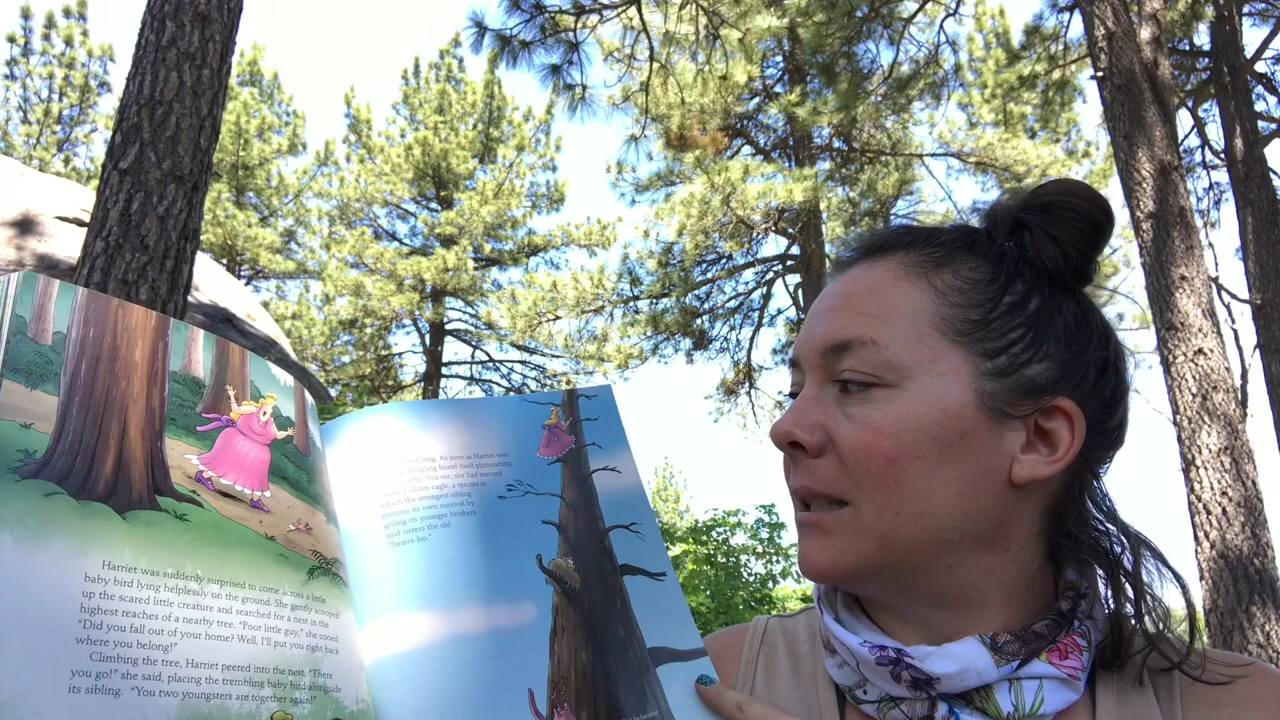 Harriet was suddenly surprised to come across a little
baby bird lying helplessly on the ground. She gently scooped
up the scared little creature and searched for a nest in the
highest reaches of a nearby tree. "Poor little guy," she cooed.
"Did you fall out of your home? Well, I'll put you right back
where you belong!"
Climbing the tree, Harriet peered into the nest. "There
you go!" she said, placing the trembling baby bird alongside
its sibling. "You two youngsters are together again!"
not long. As soon as Harriet was
fledgling found itself plummeting
earth. You see, she had rescued
golden eagle, a species in
which the strongest sibling
ensures its own survival by
giving its younger brothers
and sisters the old
"heave-ho."
behavior